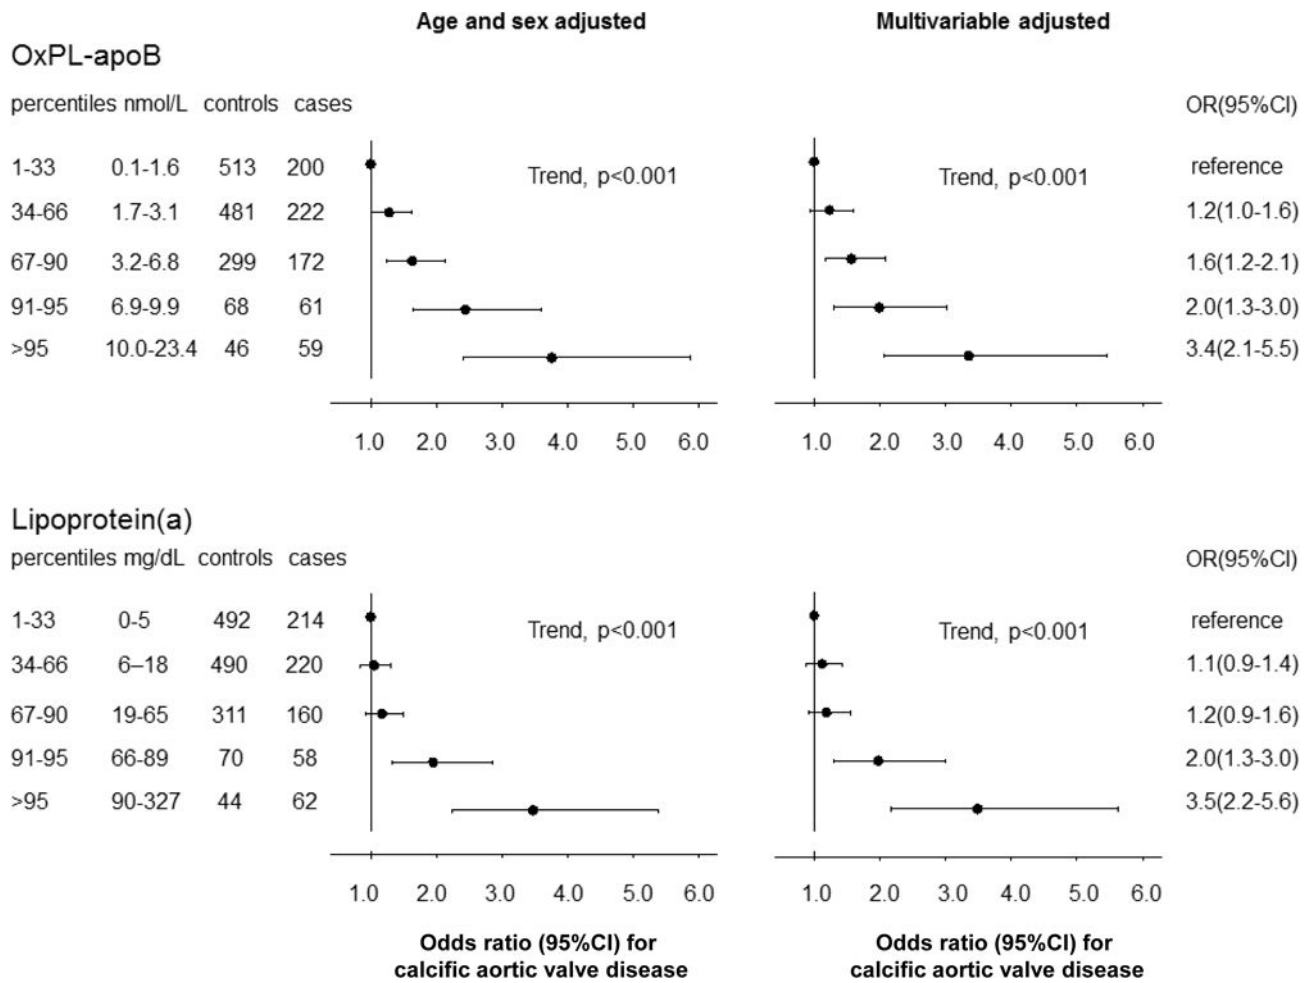 Age and sex adjusted Multivariable adjusted
OxPL-apoB
percentiles nmol/L controls cases OR(95%CI)
1-33 0.1-1.6 513 200 Trend, p<0.001 Trend, p<0.001 reference
34-66 1.7-3.1 481 222 1.2(1.0-1.6)
67-90 3.2-6.8 299 172 1.6(1.2-2.1)
91-95 6.9-9.9 68 61 2.0(1.3-3.0)
>95 10.0-23.4 46 59 3.4(2.1-5.5)
1.0 2.0 3.0 4.0 5.0 6.0 1.0 2.0 3.0 4.0 5.0 6.0
Lipoprotein(a)
percentiles mg/dL controls cases OR(95%CI)
1-33 0-5 492 214 Trend, p<0.001 Trend, p<0.001 reference
34-66 6–18 490 220 1.1(0.9-1.4)
67-90 19-65 311 160 1.2(0.9-1.6)
91-95 66-89 70 58 2.0(1.3-3.0)
>95 90-327 44 62 3.5(2.2-5.6)
1.0 2.0 3.0 4.0 5.0 6.0 1.0 2.0 3.0 4.0 5.0 6.0
Odds ratio (95%CI) for Odds ratio (95%CI) for
calcific aortic valve disease calcific aortic valve disease